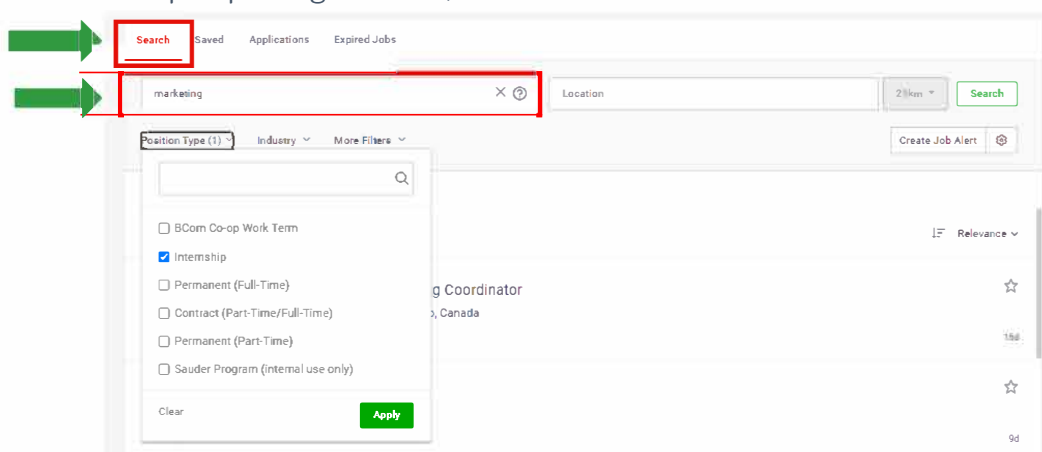 Search Saved Applications Expired Jobs
marketing
Location
Search
Position Type (1) Industry More Filters
Create Job Alert
BCom Co-op Work Term
Relevance
Internship
Permanent (Full-Time)
g Coordinator
Contract (Part-Time/Full-Time)
o, Canada
Permanent (Part-Time)
15d
Sauder Program (internal use only)
Clear Apply
9d